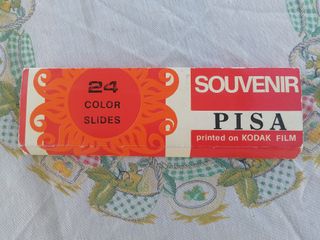 24
COLOR
SLIDES
SOUVENIR
PISA
printed on KODAK FILM